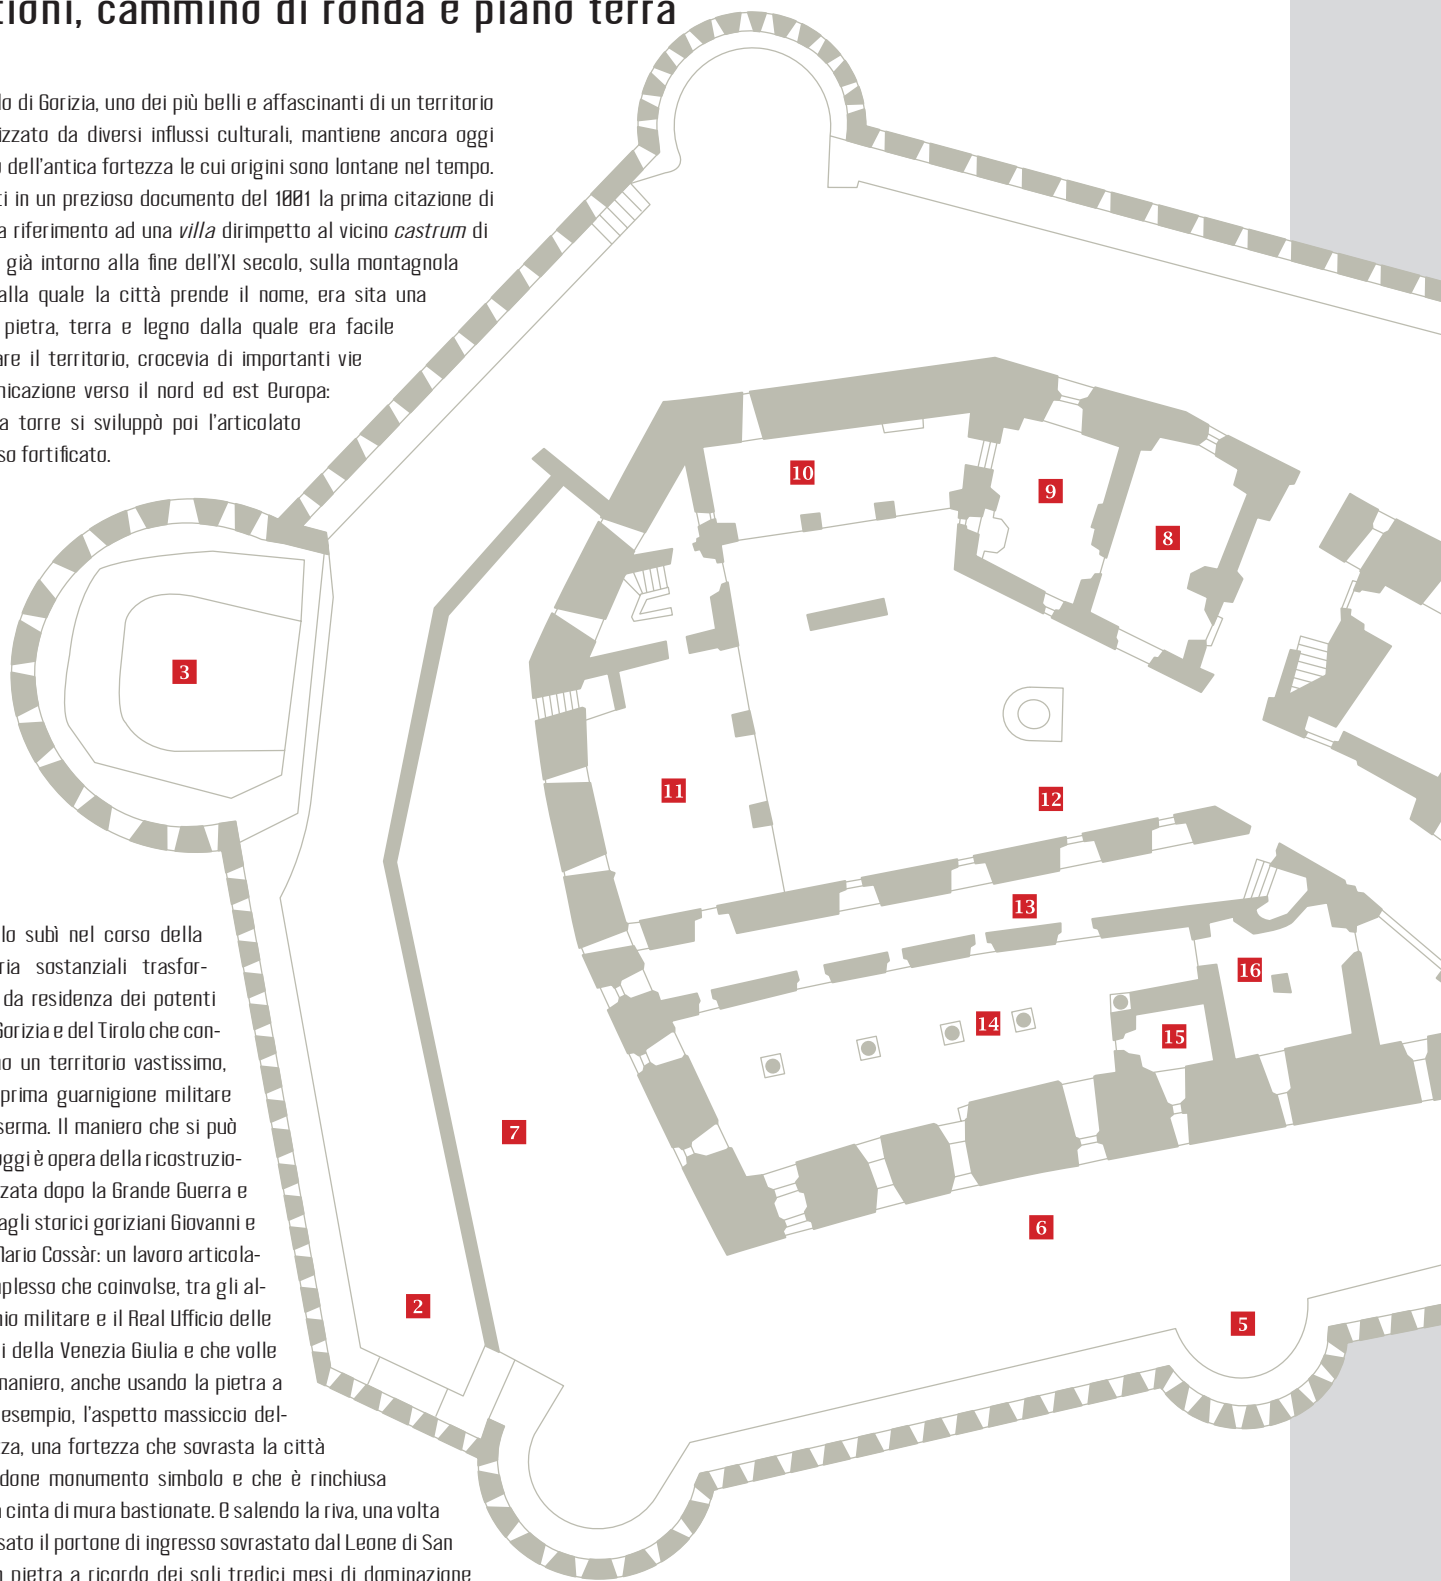 tioni, cammino di ronda e piano terra
lo di Gorizia, uno dei più belli e affascinanti di un territorio
izzato da diversi influssi culturali, mantiene ancora oggi
dell'antica fortezza le cui origini sono lontane nel tempo.
ti in un prezioso documento del 1001 la prima citazione di
a riferimento ad una villa dirimpetto al vicino castrum di
già intorno alla fine dell'XI secolo, sulla montagnola
alla quale la città prende il nome, era sita una
pietra, terra e legno dalla quale era facile
are il territorio, crocevia di importanti vie
nicazione verso il nord ed est Europa:
a torre si sviluppò poi l'articolato
so fortificato.
lo subì nel corso della
ria sostanziali trasfor-
da residenza dei potenti
Gorizia e del Tirolo che con-
no un territorio vastissimo,
prima guarnigione militare
serma. Il maniero che si può
oggi è opera della ricostruzio-
zzata dopo la Grande Guerra e
agli storici goriziani Giovanni e
Mario Cossàr: un lavoro articola-
plesso che coinvolse, tra gli al-
nio militare e il Real Ufficio delle
i della Venezia Giulia e che volle
maniero, anche usando la pietra a
esempio, l'aspetto massiccio del-
zza, una fortezza che sovrasta la città
done monumento simbolo e che è rinchiusa
a cinta di mura bastionate. E salendo la riva, una volta
sato il portone di ingresso sovrastato dal Leone di San
n pietra a ricordo dei soli tredici mesi di dominazione
10
9
8
3
11
12
13
16
14
15
7
6
2
5